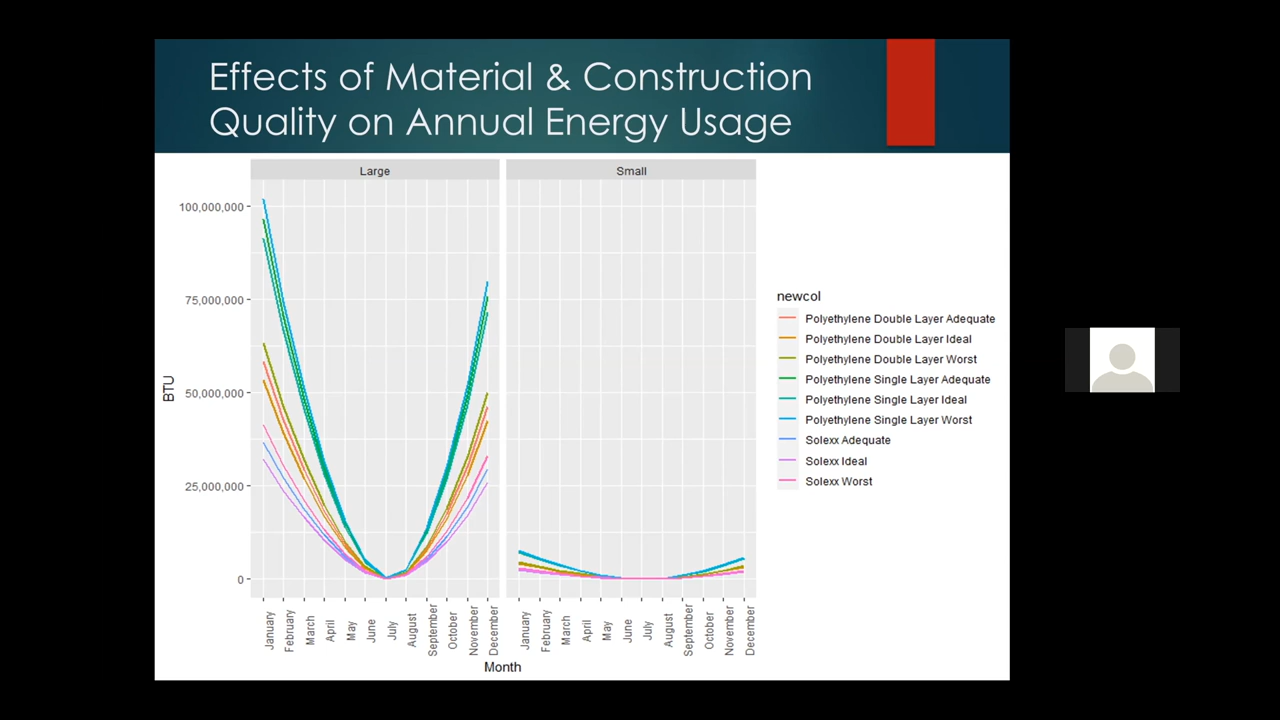 Effects of Material & Construction
Quality on Annual Energy Usage
Large
Small
100,000,000
75,000,000
50,000,000
25,000,000
0
BTU
January
February
March
April
May
June
July
August
September
October
November
December
January
February
March
April
May
June
July
August
September
October
November
December
Month
newcol
Polyethylene Double Layer Adequate
Polyethylene Double Layer Ideal
Polyethylene Double Layer Worst
Polyethylene Single Layer Adequate
Polyethylene Single Layer Ideal
Polyethylene Single Layer Worst
Solexx Adequate
Solexx Ideal
Solexx Worst